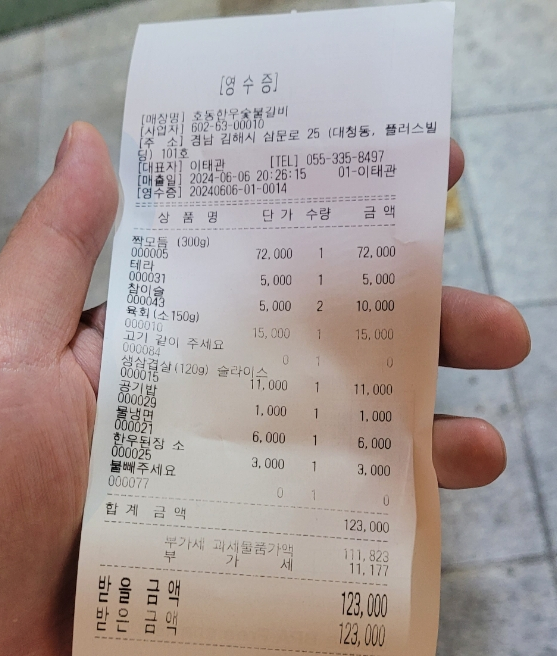 [영 수 증]
[매장명] 호동한우숯불갈비
[사업자] 602-63-00010
[주 소] 경남 김해시 삼문로 25 (대청동, 플러스빌
딩) 101호
[대표자] 이태관 [TEL] 055-335-8497
[매출일] 2024-06-06 20:26:15 01-이태관
[영수증] 20240606-01-0014
상 품 명 단 가 수량 금 액
짝모듬 (300g)
000005 72,000 1 72,000
테라
000031 5,000 1 5,000
참이슬
000043 5,000 2 10,000
육회(소150g)
000010 15,000 1 15,000
고기 같이 주세요
000084 0 1 0
생삼겹살(120g) 슬라이스
000015 11,000 1 11,000
공기밥
000029 1,000 1 1,000
물냉면
000021 6,000 1 6,000
한우된장 소
000025 3,000 1 3,000
불빼주세요
000077 0 1 0
합 계 금 액 123,000
부가세 과세물품가액 111,823
부 가 세 11,177
받을 금액 123,000
받은 금액 123,000